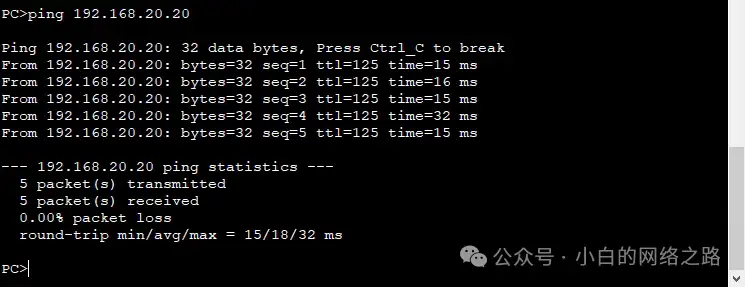 PC>ping 192.168.20.20
Ping 192.168.20.20: 32 data bytes, Press Ctrl_C to break
From 192.168.20.20: bytes=32 seq=1 ttl=125 time=15 ms
From 192.168.20.20: bytes=32 seq=2 ttl=125 time=16 ms
From 192.168.20.20: bytes=32 seq=3 ttl=125 time=15 ms
From 192.168.20.20: bytes=32 seq=4 ttl=125 time=32 ms
From 192.168.20.20: bytes=32 seq=5 ttl=125 time=15 ms
--- 192.168.20.20 ping statistics ---
5 packet(s) transmitted
5 packet(s) received
0.00% packet loss
round-trip min/avg/max = 15/18/32 ms
公众号 · 小白的网络之路
PC>